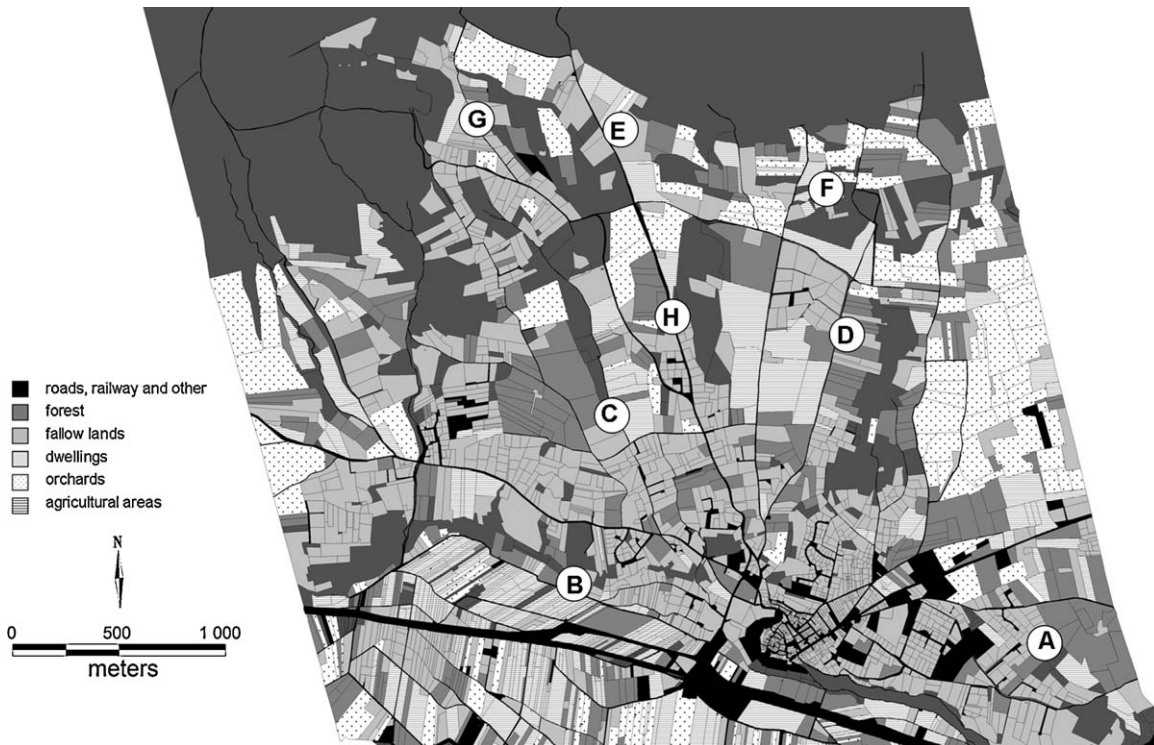 G
E
F
H
D
C
roads, railway and other
forest
fallow lands
dwellings
orchards
agricultural areas
N
B
A
0 500 1 000
meters